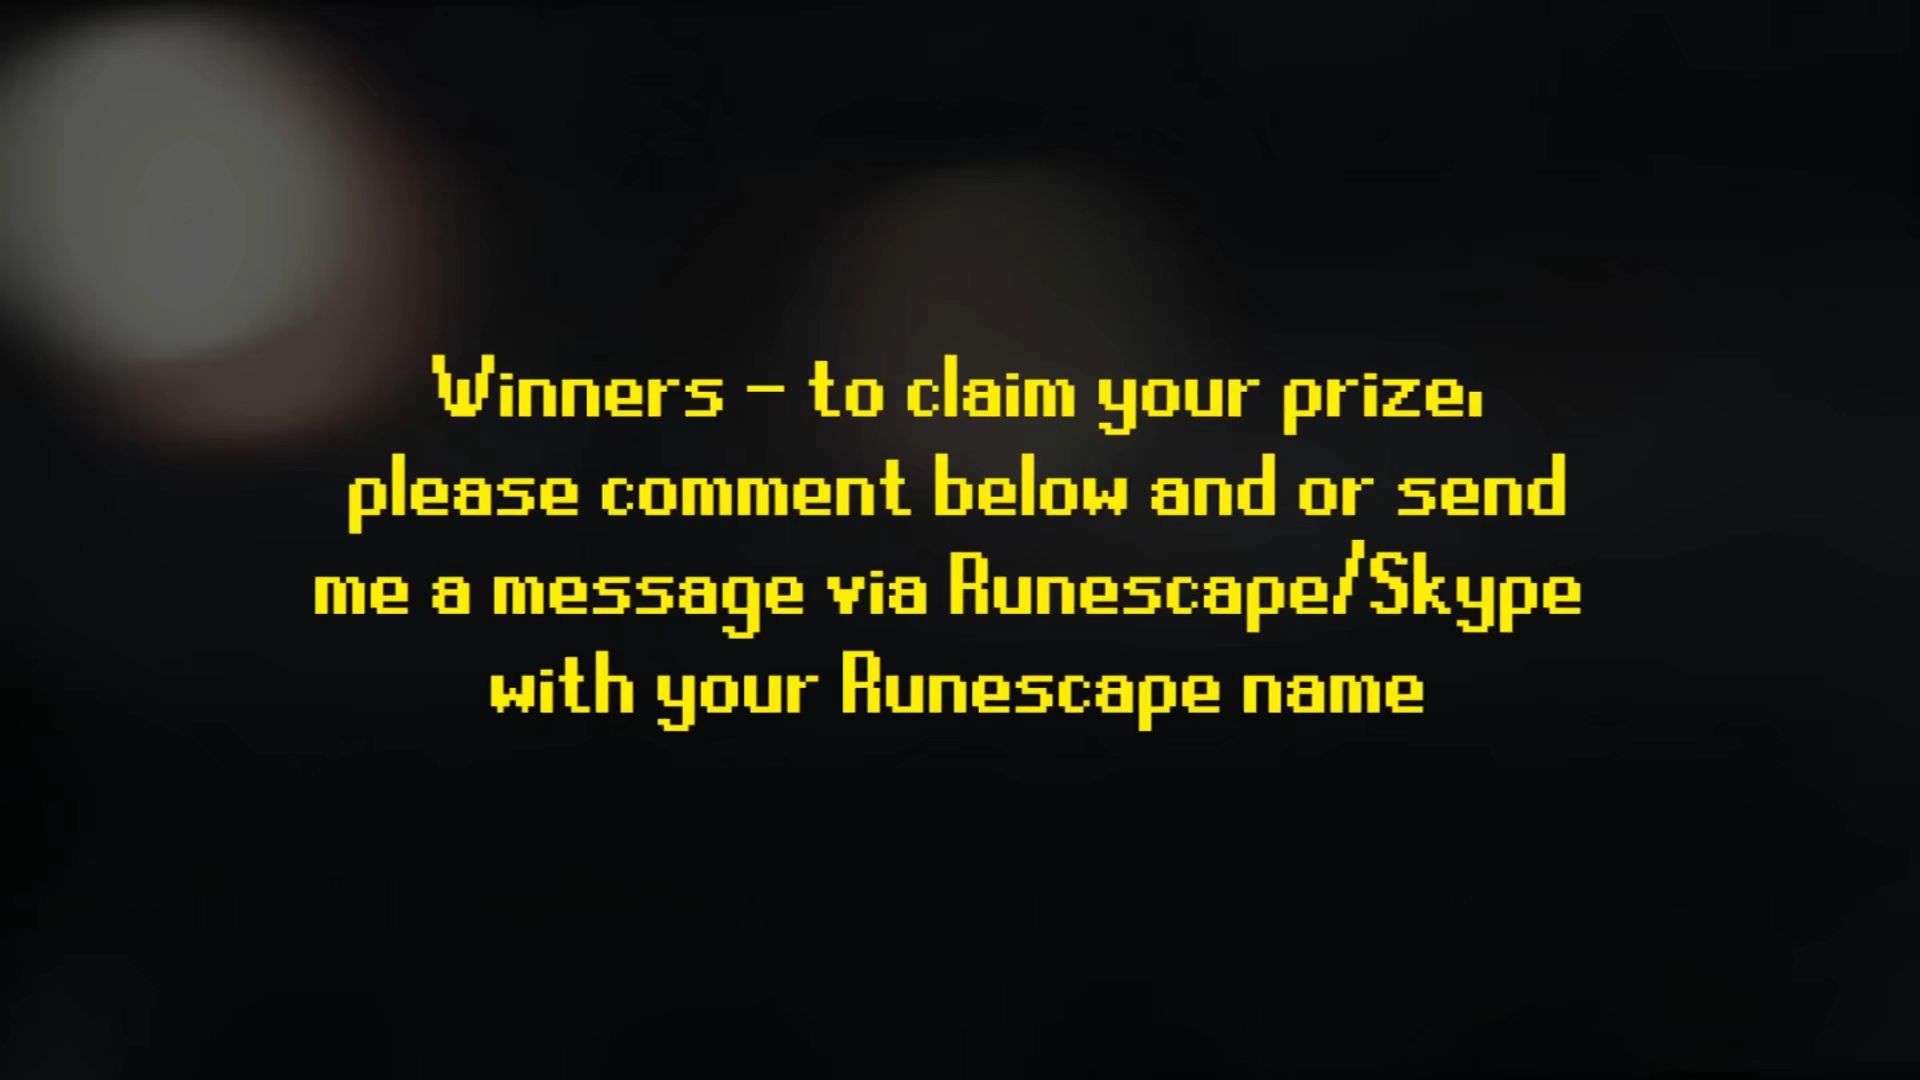 Winners - to claim your prize,
please comment below and or send
me a message via Runescape/Skype
with your Runescape name